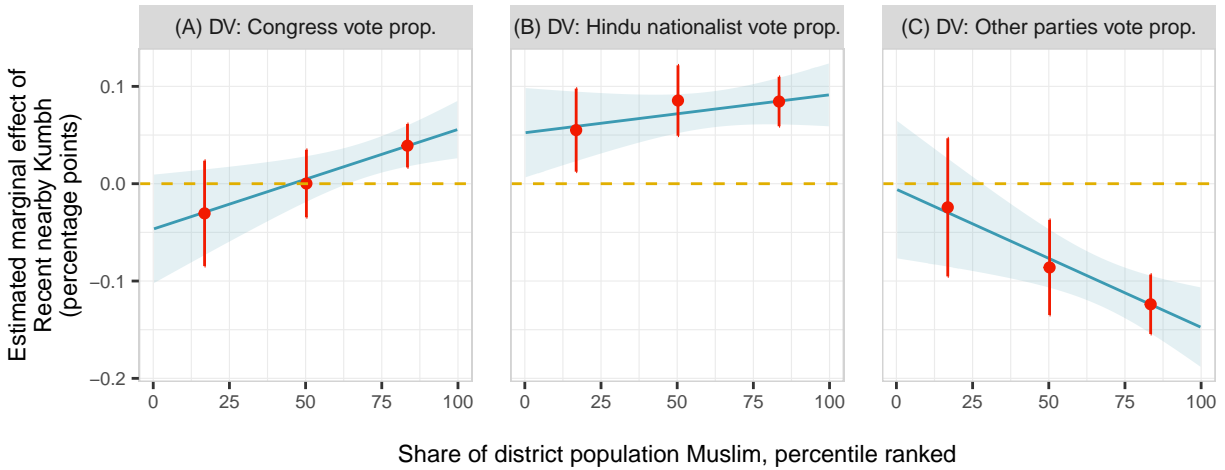 (A) DV: Congress vote prop.
(B) DV: Hindu nationalist vote prop.
(C) DV: Other parties vote prop.
Estimated marginal effect of
Recent nearby Kumbh
(percentage points)
0.1
0.0
−0.1
−0.2
0 25 50 75 100
0 25 50 75 100
0 25 50 75 100
Share of district population Muslim, percentile ranked